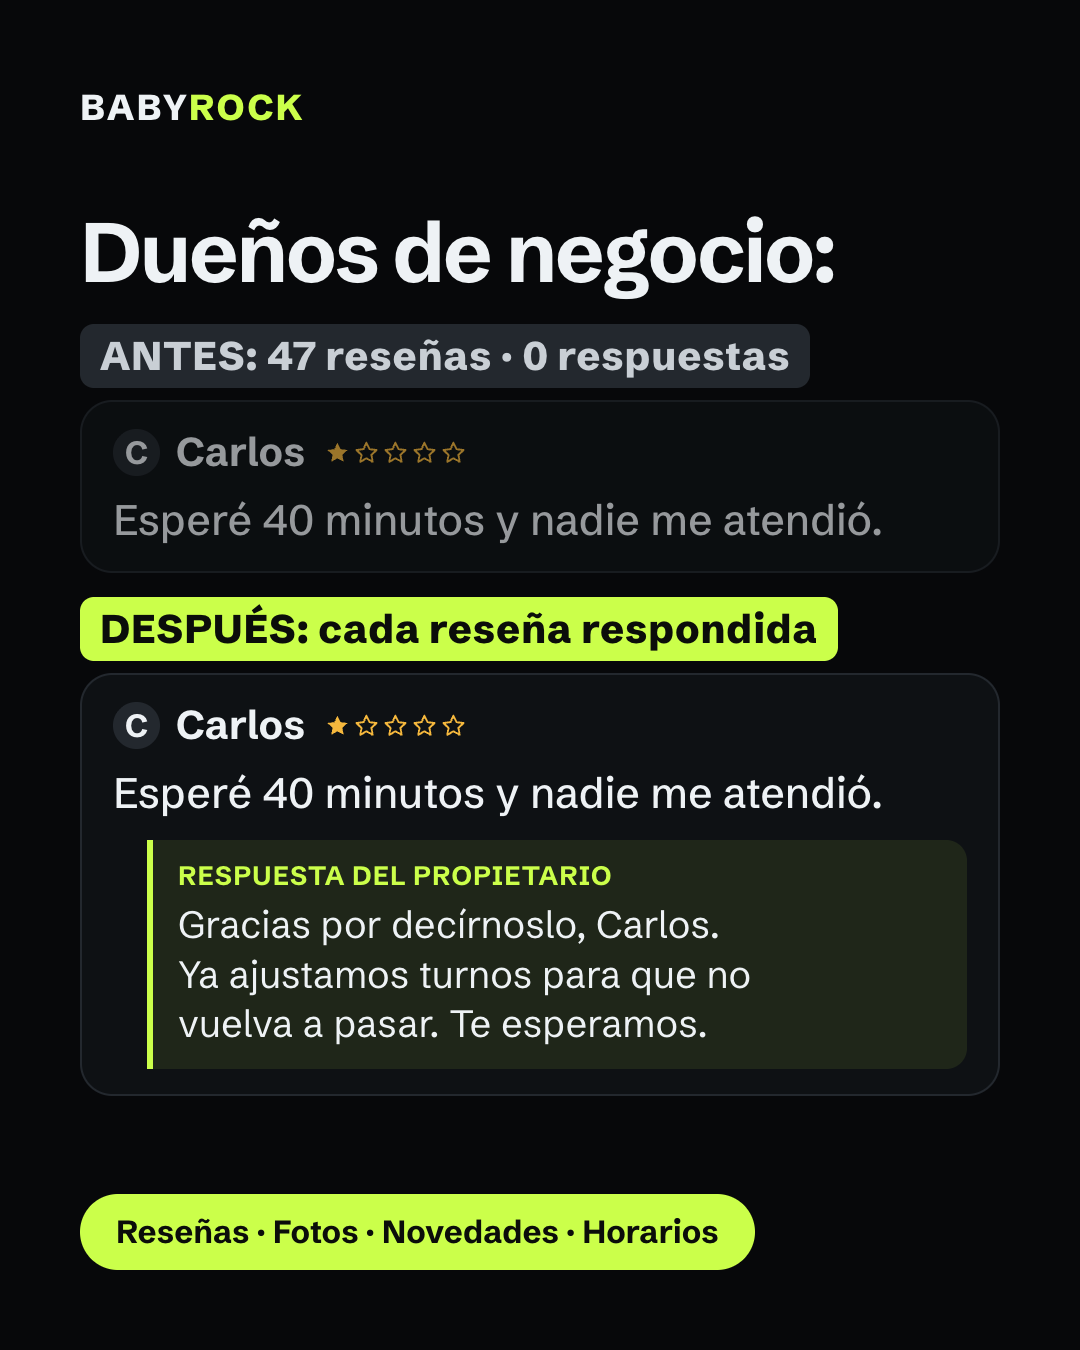 BABYROCK
Dueños de negocio:
ANTES: 47 reseñas · 0 respuestas
C Carlos ★☆☆☆☆
Esperé 40 minutos y nadie me atendió.
DESPUÉS: cada reseña respondida
C Carlos ★☆☆☆☆
Esperé 40 minutos y nadie me atendió.
RESPUESTA DEL PROPIETARIO
Gracias por decírnoslo, Carlos.
Ya ajustamos turnos para que no
vuelva a pasar. Te esperamos.
Reseñas · Fotos · Novedades · Horarios